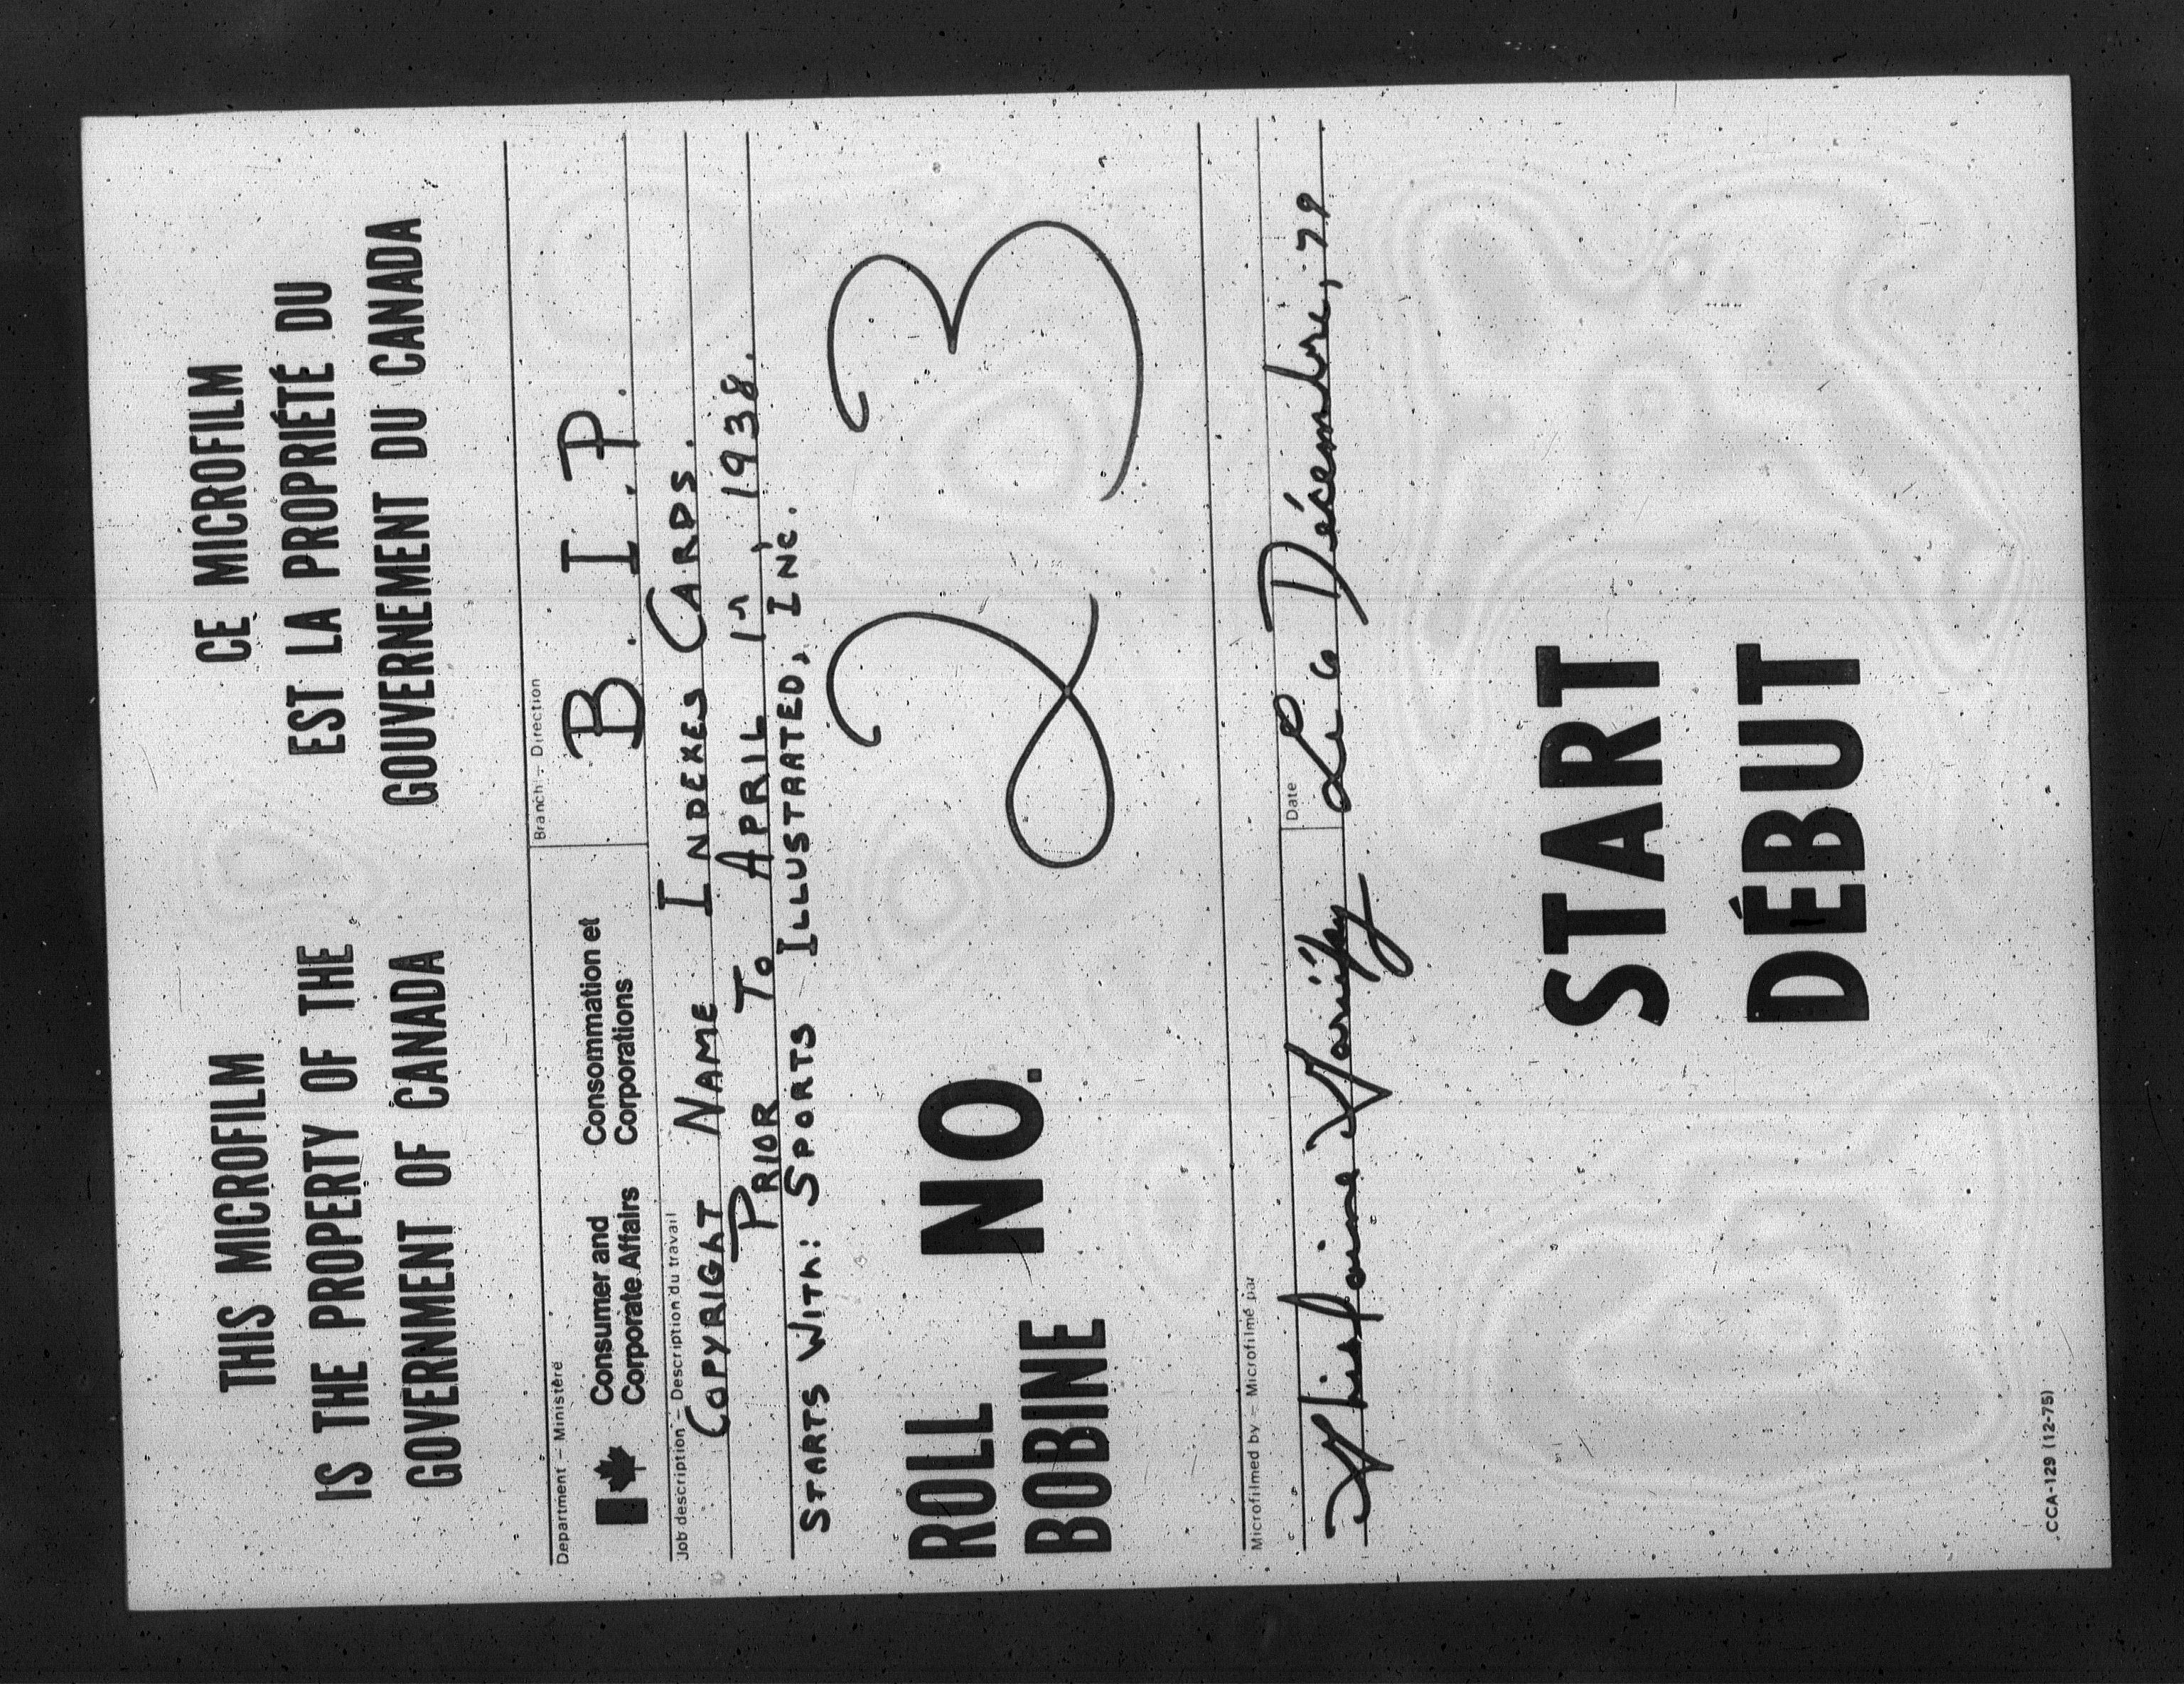 THIS MICROFILM
IS THE PROPERTY OF THE
GOVERNMENT OF CANADA
CE MICROFILM
EST LA PROPRIÉTÉ DU
GOUVERNEMENT DU CANADA
Department – Ministère
Consumer and
Corporate Affairs
Consommation et
Corporations
Branch – Direction
B. I. P.
Job description – Description du travail
COPYRIGHT NAME INDEXES CARDS.
PRIOR TO APRIL 1st, 1938.
STARTS WITH: SPORTS ILLUSTRATED, INC.
ROLL
BOBINE
NO.
23
Microfilmed by – Microfilmé par
Date
Décembre, 79
START
DÉBUT
CCA-129 (12-75)